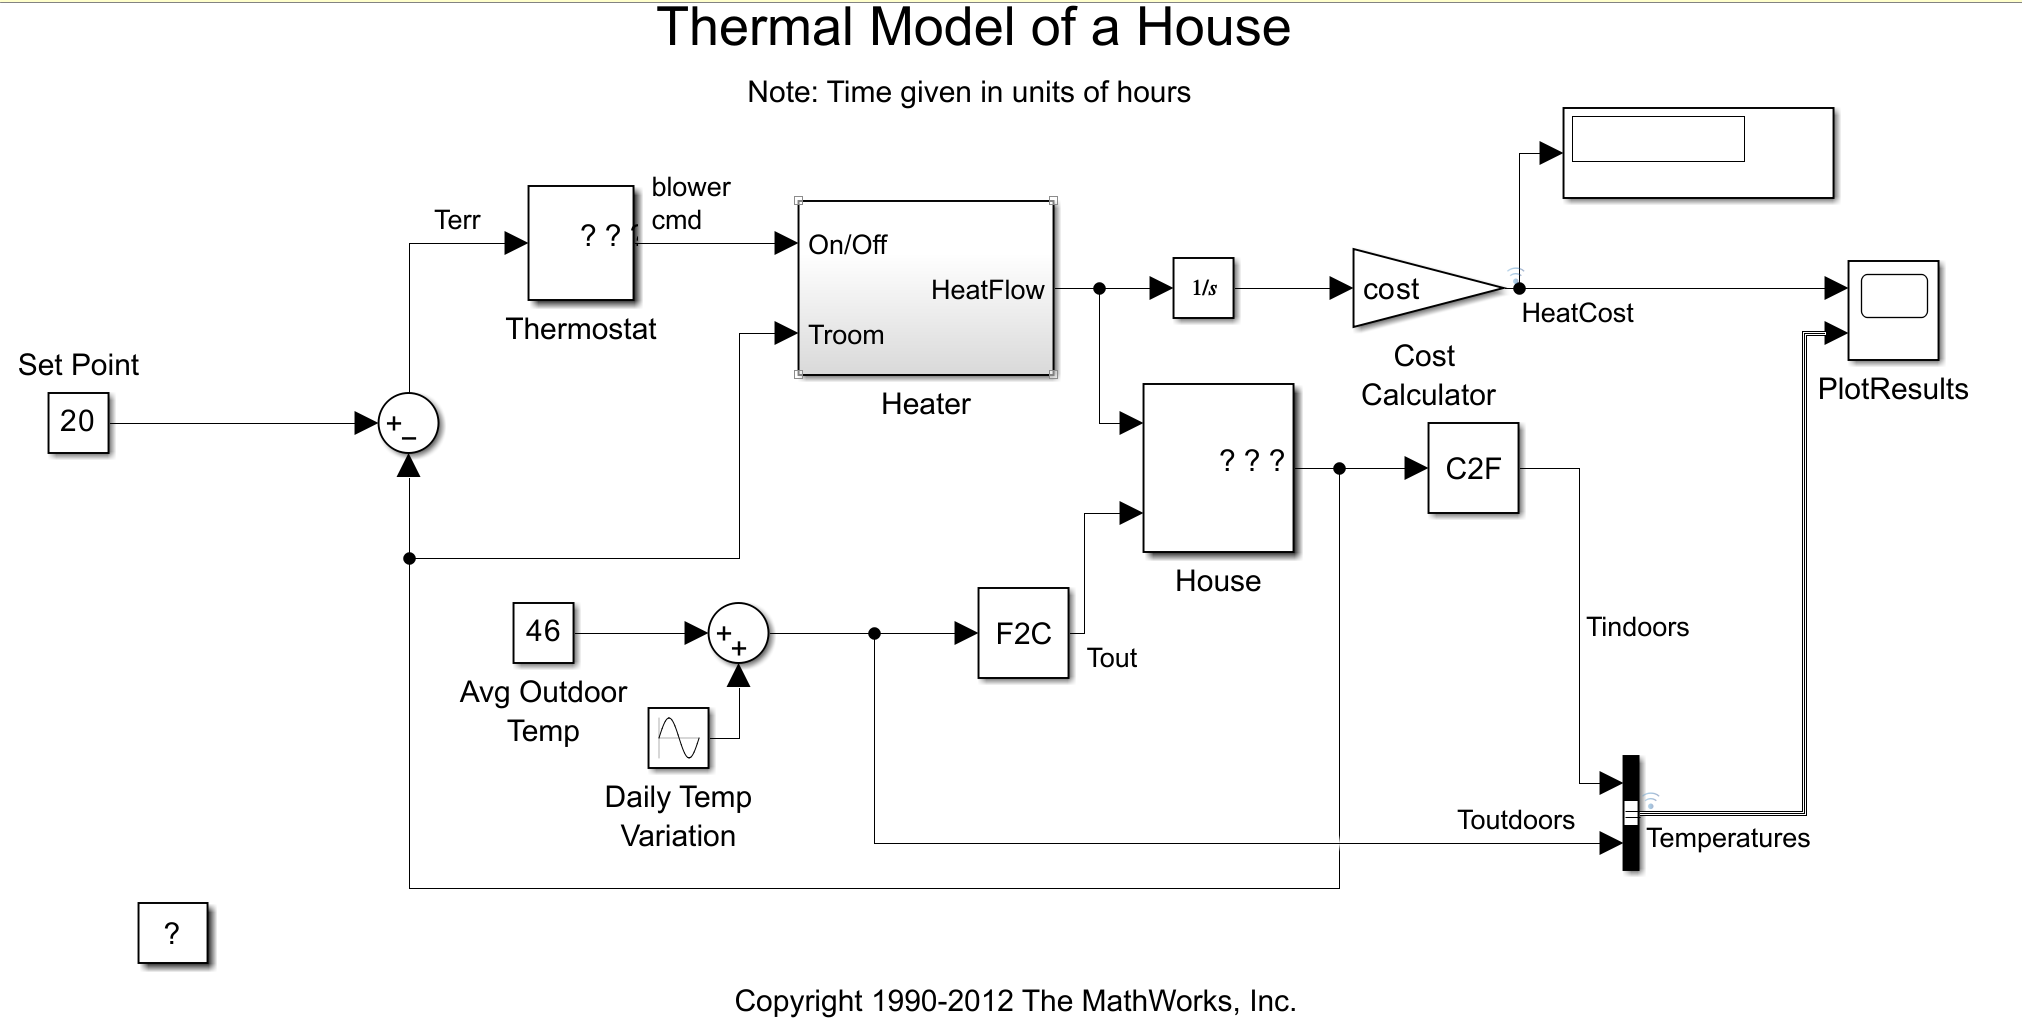 Thermal Model of a House
Note: Time given in units of hours
blower
cmd
Terr
? ? ?
On/Off
HeatFlow
Troom
1/s
cost
HeatCost
Thermostat
Set Point
20
+
−
Heater
Cost
Calculator
PlotResults
? ? ?
C2F
House
46
+
+
F2C
Tout
Tindoors
Avg Outdoor
Temp
Daily Temp
Variation
Toutdoors
Temperatures
?
Copyright 1990-2012 The MathWorks, Inc.